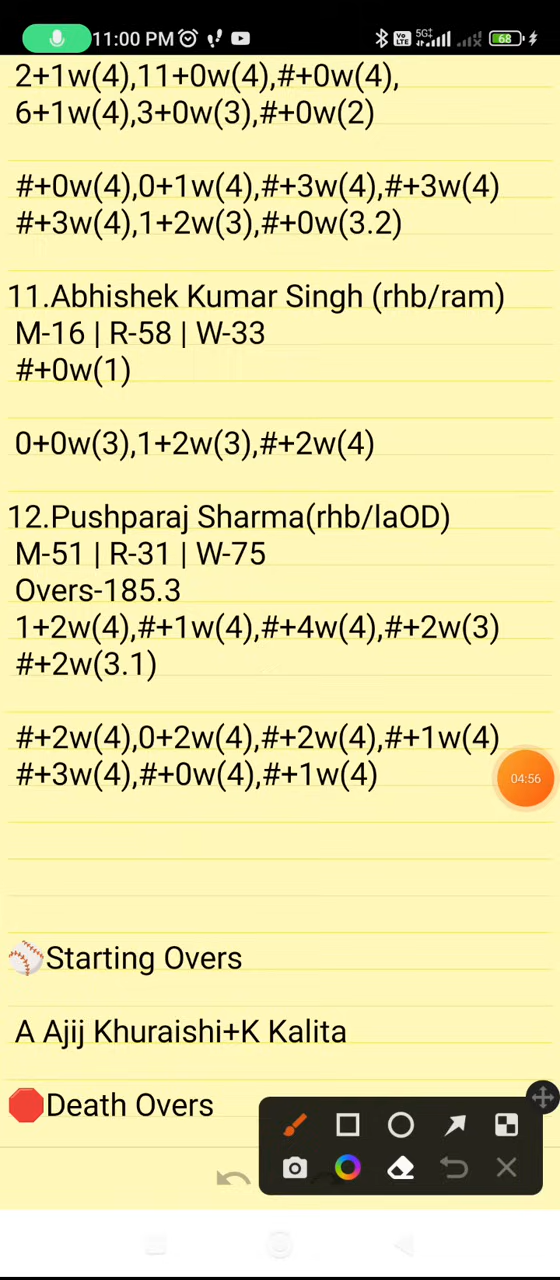 11:00 PM
Vo LTE 5G+ 68
2+1w(4),11+0w(4),#+0w(4),
6+1w(4),3+0w(3),#+0w(2)
#+0w(4),0+1w(4),#+3w(4),#+3w(4)
#+3w(4),1+2w(3),#+0w(3.2)
11.Abhishek Kumar Singh (rhb/ram)
M-16 | R-58 | W-33
#+0w(1)
0+0w(3),1+2w(3),#+2w(4)
12.Pushparaj Sharma(rhb/laOD)
M-51 | R-31 | W-75
Overs-185.3
1+2w(4),#+1w(4),#+4w(4),#+2w(3)
#+2w(3.1)
#+2w(4),0+2w(4),#+2w(4),#+1w(4)
#+3w(4),#+0w(4),#+1w(4)
04:56
Starting Overs
A Ajij Khuraishi+K Kalita
Death Overs